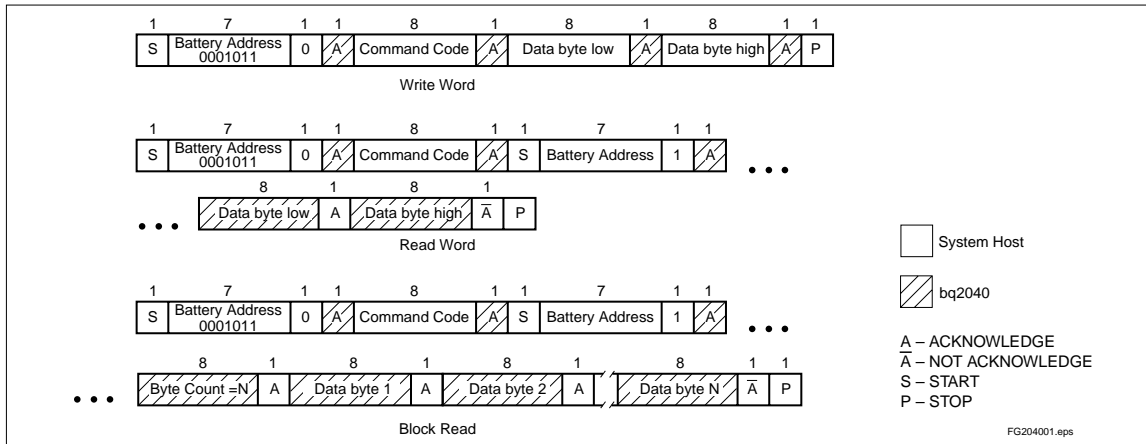 1 7 1 1 8 1 8 1 8 1 1
S Battery Address 0001011 0 A Command Code A Data byte low A Data byte high A P
Write Word
1 7 1 1 8 1 1 7 1 1
S Battery Address 0001011 0 A Command Code A S Battery Address 1 A • • •
8 1 8 1
• • • Data byte low A Data byte high A̅ P
Read Word
System Host
bq2040
1 7 1 1 8 1 1 7 1 1
S Battery Address 0001011 0 A Command Code A S Battery Address 1 A • • •
8 1 8 1 8 1 8 1 1
• • • Byte Count =N A Data byte 1 A Data byte 2 A Data byte N A̅ P
Block Read
A – ACKNOWLEDGE
A̅ – NOT ACKNOWLEDGE
S – START
P – STOP
FG204001.eps